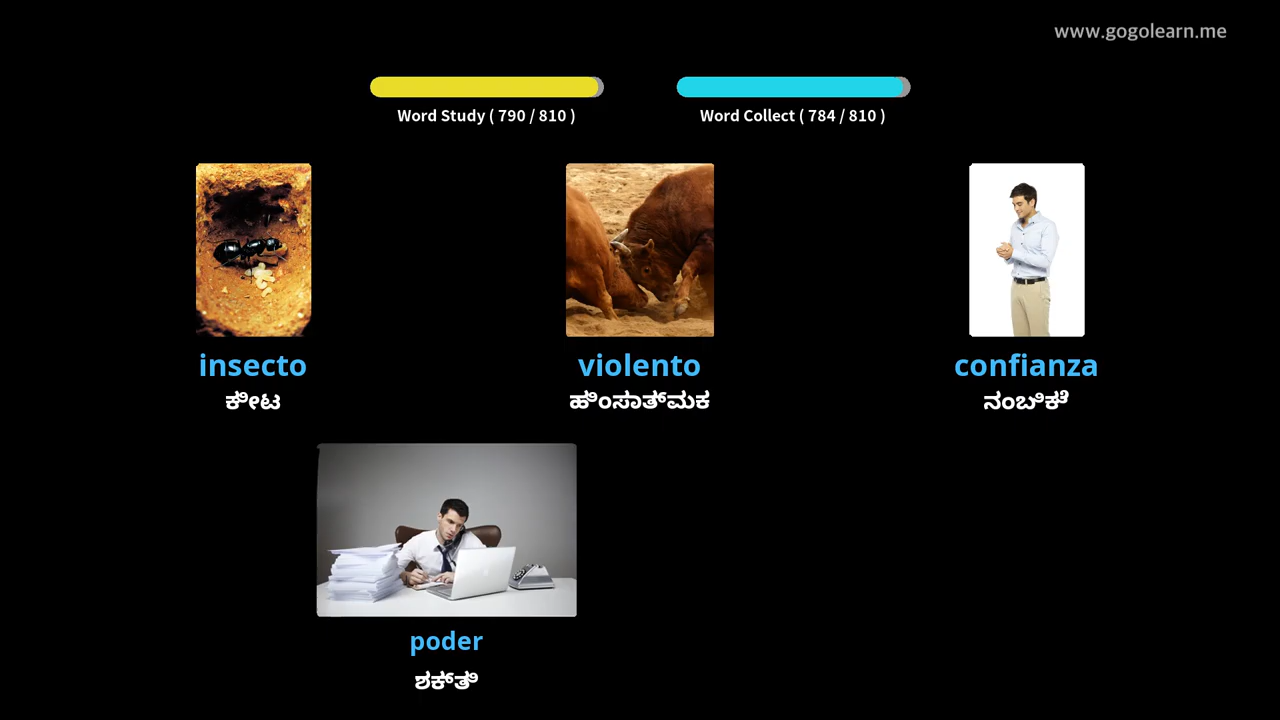 www.gogolearn.me
Word Study ( 790 / 810 )
Word Collect ( 784 / 810 )
insecto
violento
confianza
ಕೀಟ
ಹಿಂಸಾತ್ಮಕ
ನಂಬಿಕೆ
poder
ಶಕ್ತಿ